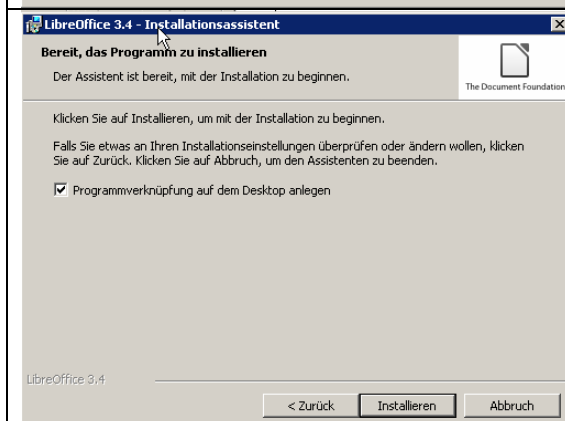 LibreOffice 3.4 - Installationsassistent
Bereit, das Programm zu installieren
Der Assistent ist bereit, mit der Installation zu beginnen.
The Document Foundation
Klicken Sie auf Installieren, um mit der Installation zu beginnen.
Falls Sie etwas an Ihren Installationseinstellungen überprüfen oder ändern wollen, klicken
Sie auf Zurück. Klicken Sie auf Abbruch, um den Assistenten zu beenden.
Programmverknüpfung auf dem Desktop anlegen
LibreOffice 3.4
< Zurück Installieren Abbruch